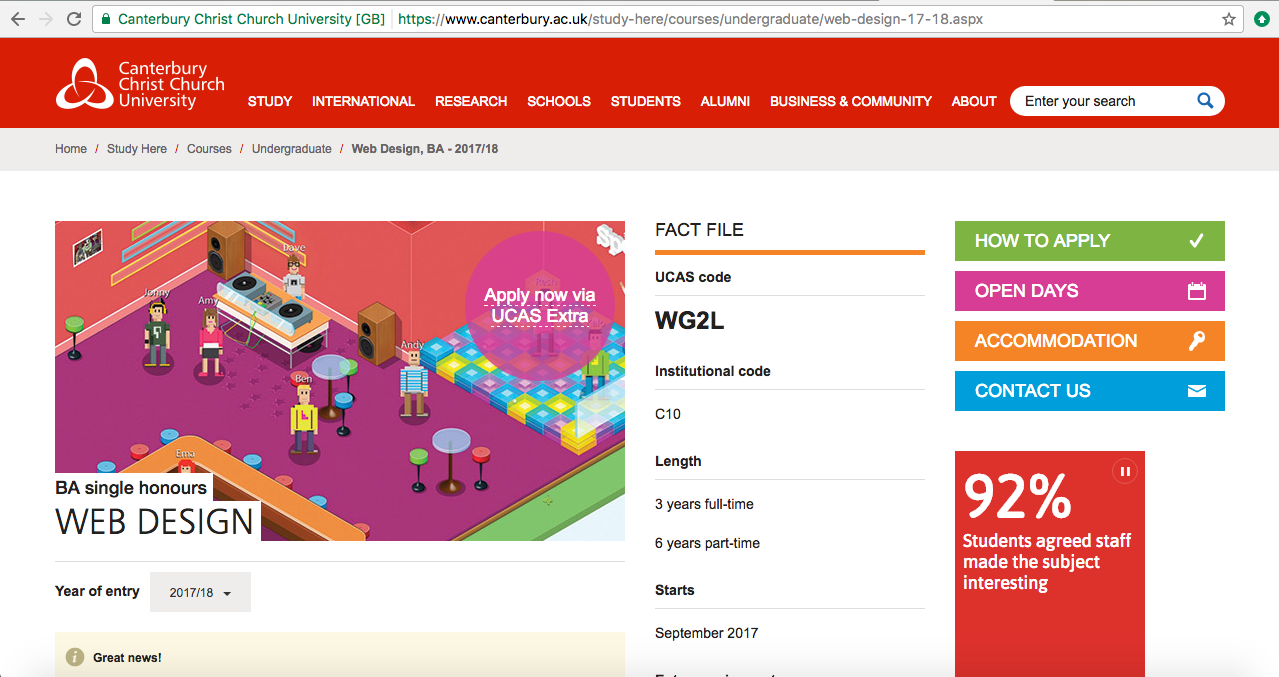 Canterbury Christ Church University [GB]
https://www.canterbury.ac.uk/study-here/courses/undergraduate/web-design-17-18.aspx
Canterbury
Christ Church
University
STUDY INTERNATIONAL RESEARCH SCHOOLS STUDENTS ALUMNI BUSINESS & COMMUNITY ABOUT
Enter your search
Home / Study Here / Courses / Undergraduate / Web Design, BA - 2017/18
Dave
Jonny
Amy
Andy
Ben
Ema
Apply now via
UCAS Extra
BA single honours
WEB DESIGN
Year of entry
2017/18
Great news!
FACT FILE
UCAS code
WG2L
Institutional code
C10
Length
3 years full-time
6 years part-time
Starts
September 2017
HOW TO APPLY
OPEN DAYS
ACCOMMODATION
CONTACT US
92%
Students agreed staff
made the subject
interesting